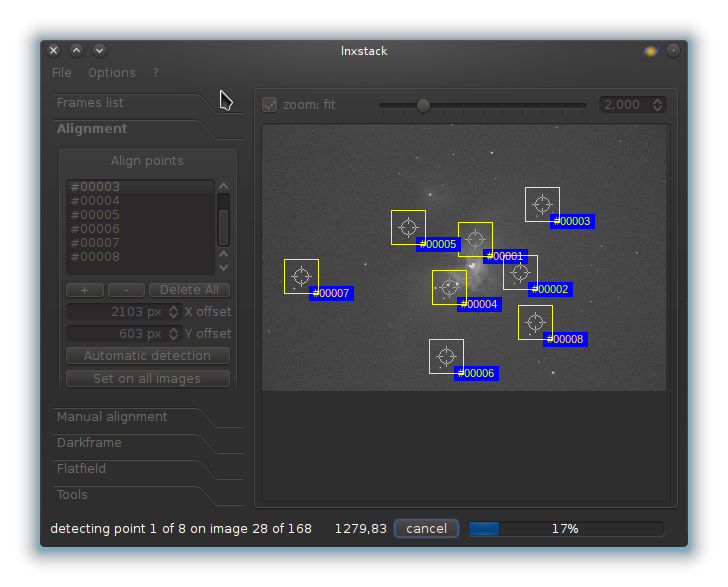 lnxstack
File Options ?
Frames list
Alignment
Align points
#00003
#00004
#00005
#00006
#00007
#00008
+ - Delete All
2103 px X offset
603 px Y offset
Automatic detection
Set on all images
Manual alignment
Darkframe
Flatfield
Tools
zoom: fit 2,000
#00003
#00005
#00001
#00002
#00007
#00004
#00008
#00006
detecting point 1 of 8 on image 28 of 168 1279,83 cancel 17%